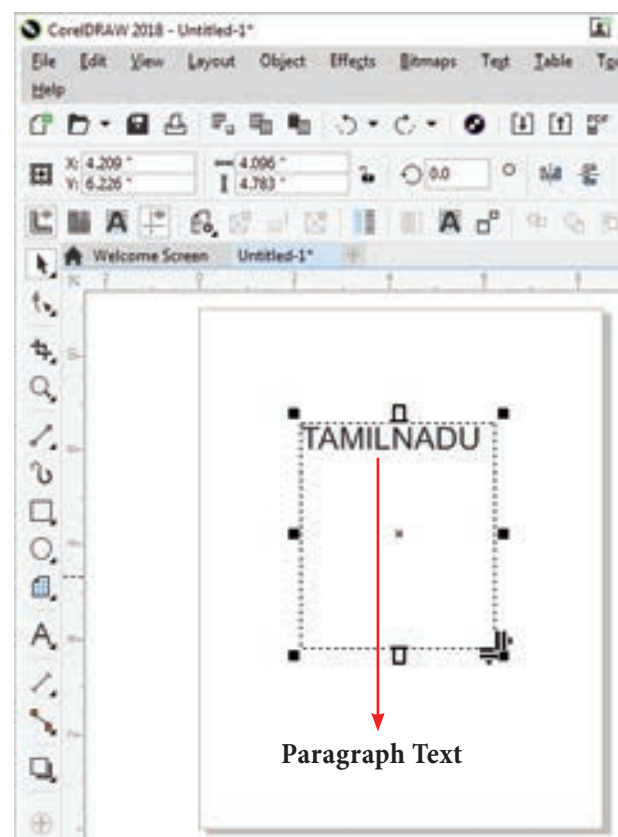 CorelDRAW 2018 - Untitled-1*
File Edit View Layout Object Effects Bitmaps Text Table
Help
PDF
X: 4.209 " 4.096 " 0.0
Y: 6.226 " 4.783 "
Welcome Screen Untitled-1*
TAMILNADU
Paragraph Text